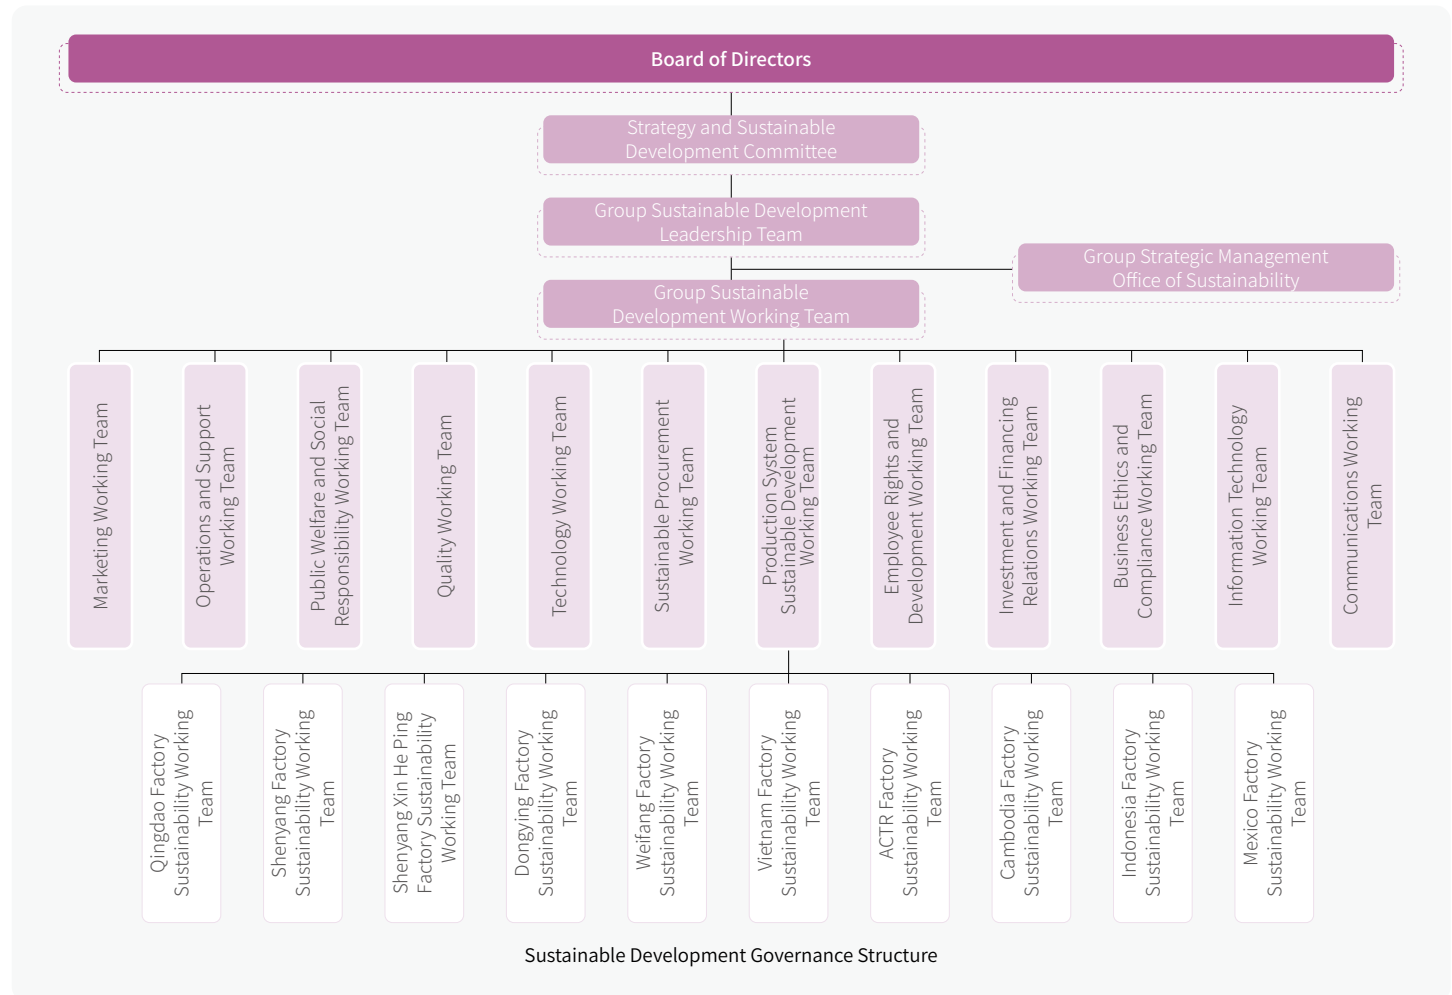 Board of Directors
Strategy and Sustainable
Development Committee
Group Sustainable Development
Leadership Team
Group Strategic Management
Office of Sustainability
Group Sustainable
Development Working Team
Marketing Working Team
Operations and Support
Working Team
Public Welfare and Social
Responsibility Working Team
Quality Working Team
Technology Working Team
Sustainable Procurement
Working Team
Production System
Sustainable Development
Working Team
Employee Rights and
Development Working Team
Investment and Financing
Relations Working Team
Business Ethics and
Compliance Working Team
Information Technology
Working Team
Communications Working
Team
Qingdao Factory
Sustainability Working
Team
Shenyang Factory
Sustainability Working
Team
Shenyang Xin He Ping
Factory Sustainability
Working Team
Dongying Factory
Sustainability Working
Team
Weifang Factory
Sustainability Working
Team
Vietnam Factory
Sustainability Working
Team
ACTR Factory
Sustainability Working
Team
Cambodia Factory
Sustainability Working
Team
Indonesia Factory
Sustainability Working
Team
Mexico Factory
Sustainability Working
Team
Sustainable Development Governance Structure